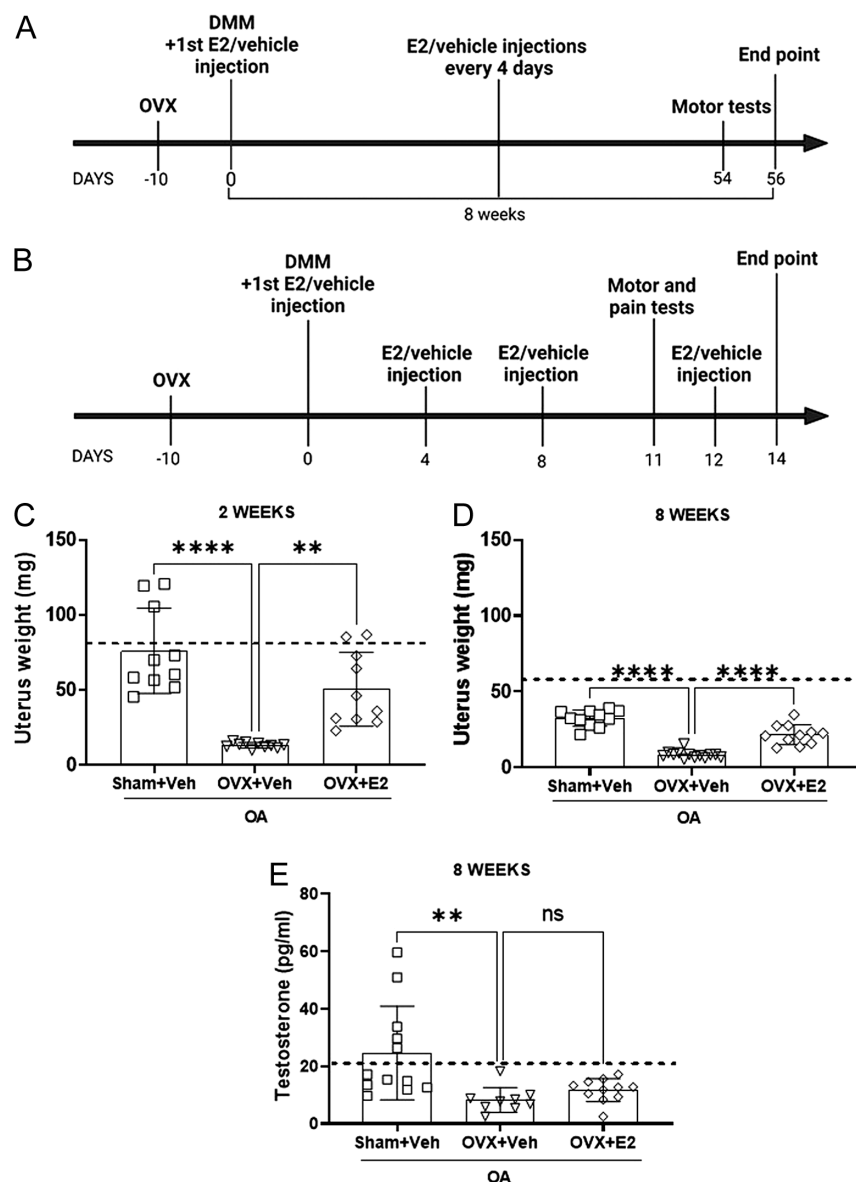 A
DMM
+1st E2/vehicle
injection
E2/vehicle injections
every 4 days
End point
OVX
Motor tests
DAYS
-10
0
54
56
8 weeks
B
DMM
+1st E2/vehicle
injection
End point
Motor and
pain tests
E2/vehicle
injection
E2/vehicle
injection
E2/vehicle
injection
OVX
DAYS
-10
0
4
8
11
12
14
C
2 WEEKS
Uterus weight (mg)
150
100
50
0
****
**
Sham+Veh
OVX+Veh
OVX+E2
OA
D
8 WEEKS
Uterus weight (mg)
150
100
50
0
****
****
Sham+Veh
OVX+Veh
OVX+E2
OA
E
8 WEEKS
Testosterone (pg/ml)
80
60
40
20
0
**
ns
Sham+Veh
OVX+Veh
OVX+E2
OA